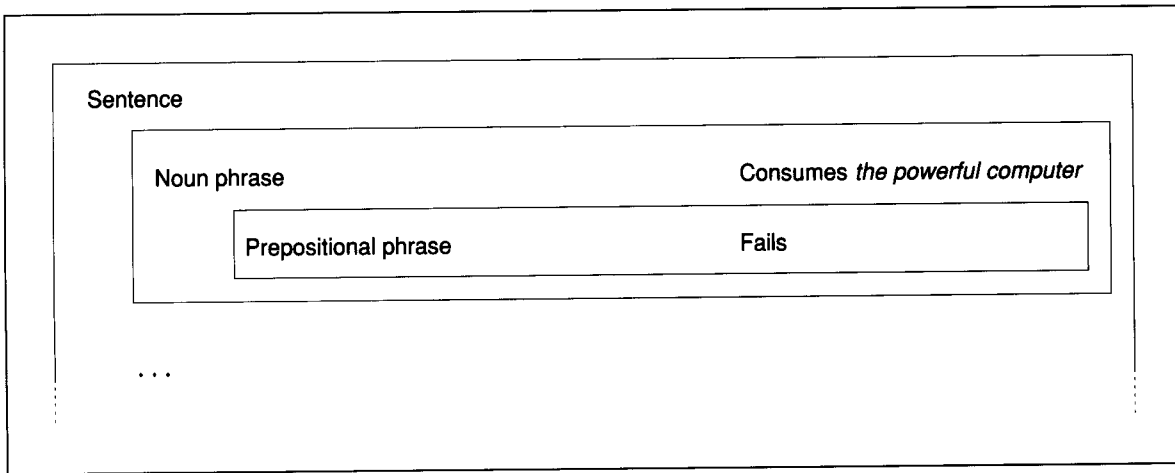 Sentence
Noun phrase Consumes the powerful computer
Prepositional phrase Fails
. . .